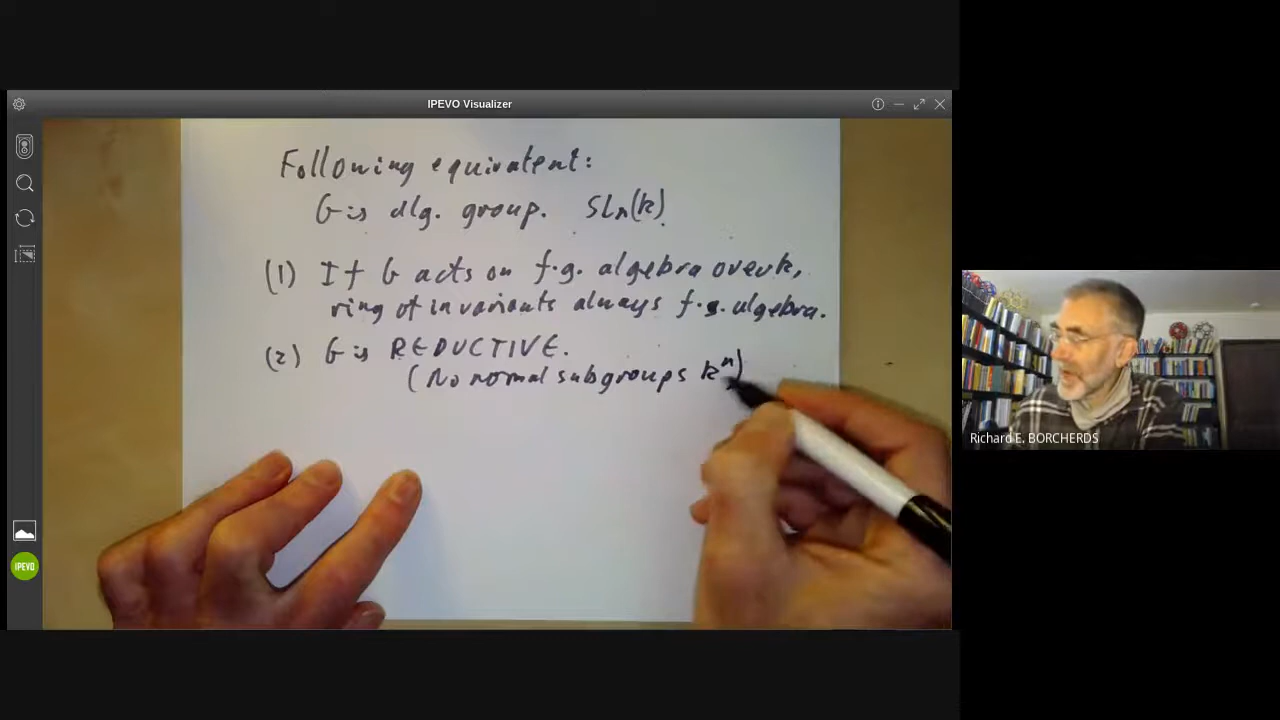 IPEVO Visualizer
Following equivalent:
G is alg. group. SLn(k)
(1) If G acts on f.g. algebra over k,
ring of invariants always f.g. algebra.
(2) G is REDUCTIVE.
(No normal subgroups kⁿ)
Richard E. BORCHERDS
IPEVO